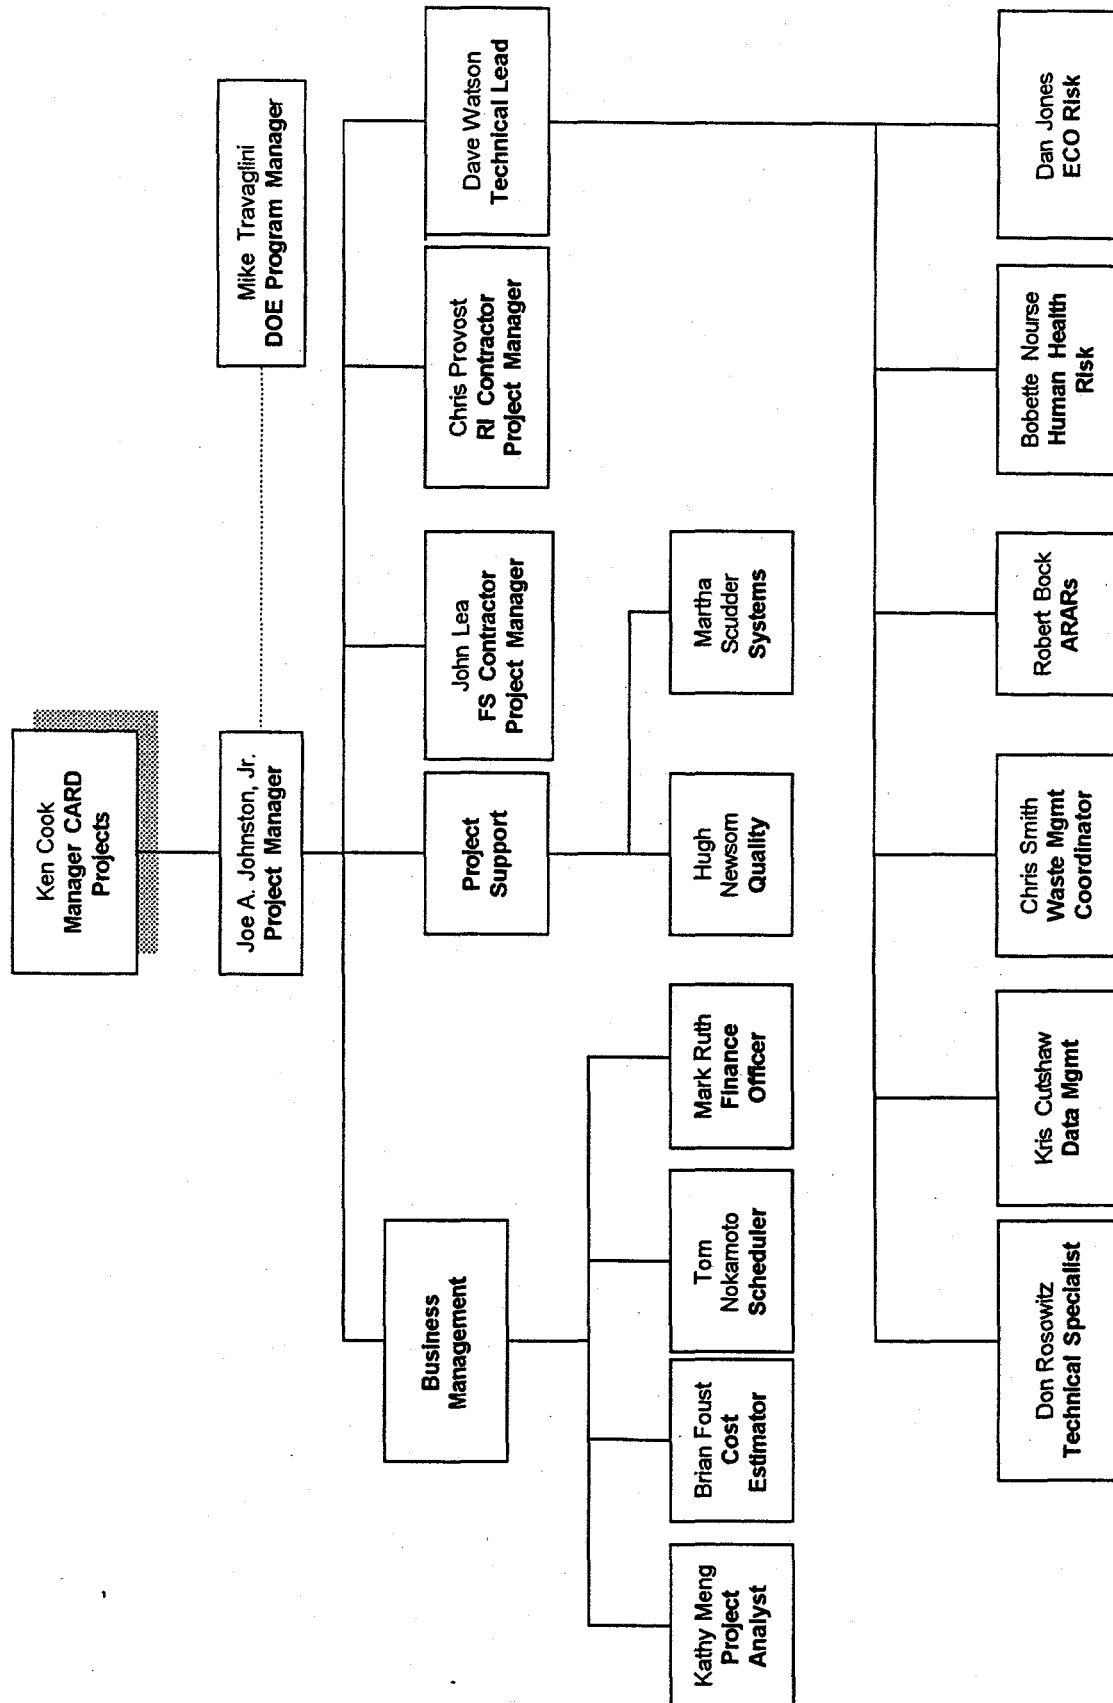 Ken Cook
Manager CARD
Projects
Joe A. Johnston, Jr.
Project Manager
Mike Travaglini
DOE Program Manager
Business
Management
Project
Support
John Lea
FS Contractor
Project Manager
Chris Provost
RI Contractor
Project Manager
Dave Watson
Technical Lead
Kathy Meng
Project
Analyst
Brian Foust
Cost
Estimator
Tom
Nokamoto
Scheduler
Mark Ruth
Finance
Officer
Hugh
Newsom
Quality
Martha
Scudder
Systems
Don Rosowitz
Technical Specialist
Kris Cutshaw
Data Mgmt
Chris Smith
Waste Mgmt
Coordinator
Robert Bock
ARARs
Bobette Nourse
Human Health
Risk
Dan Jones
ECO Risk